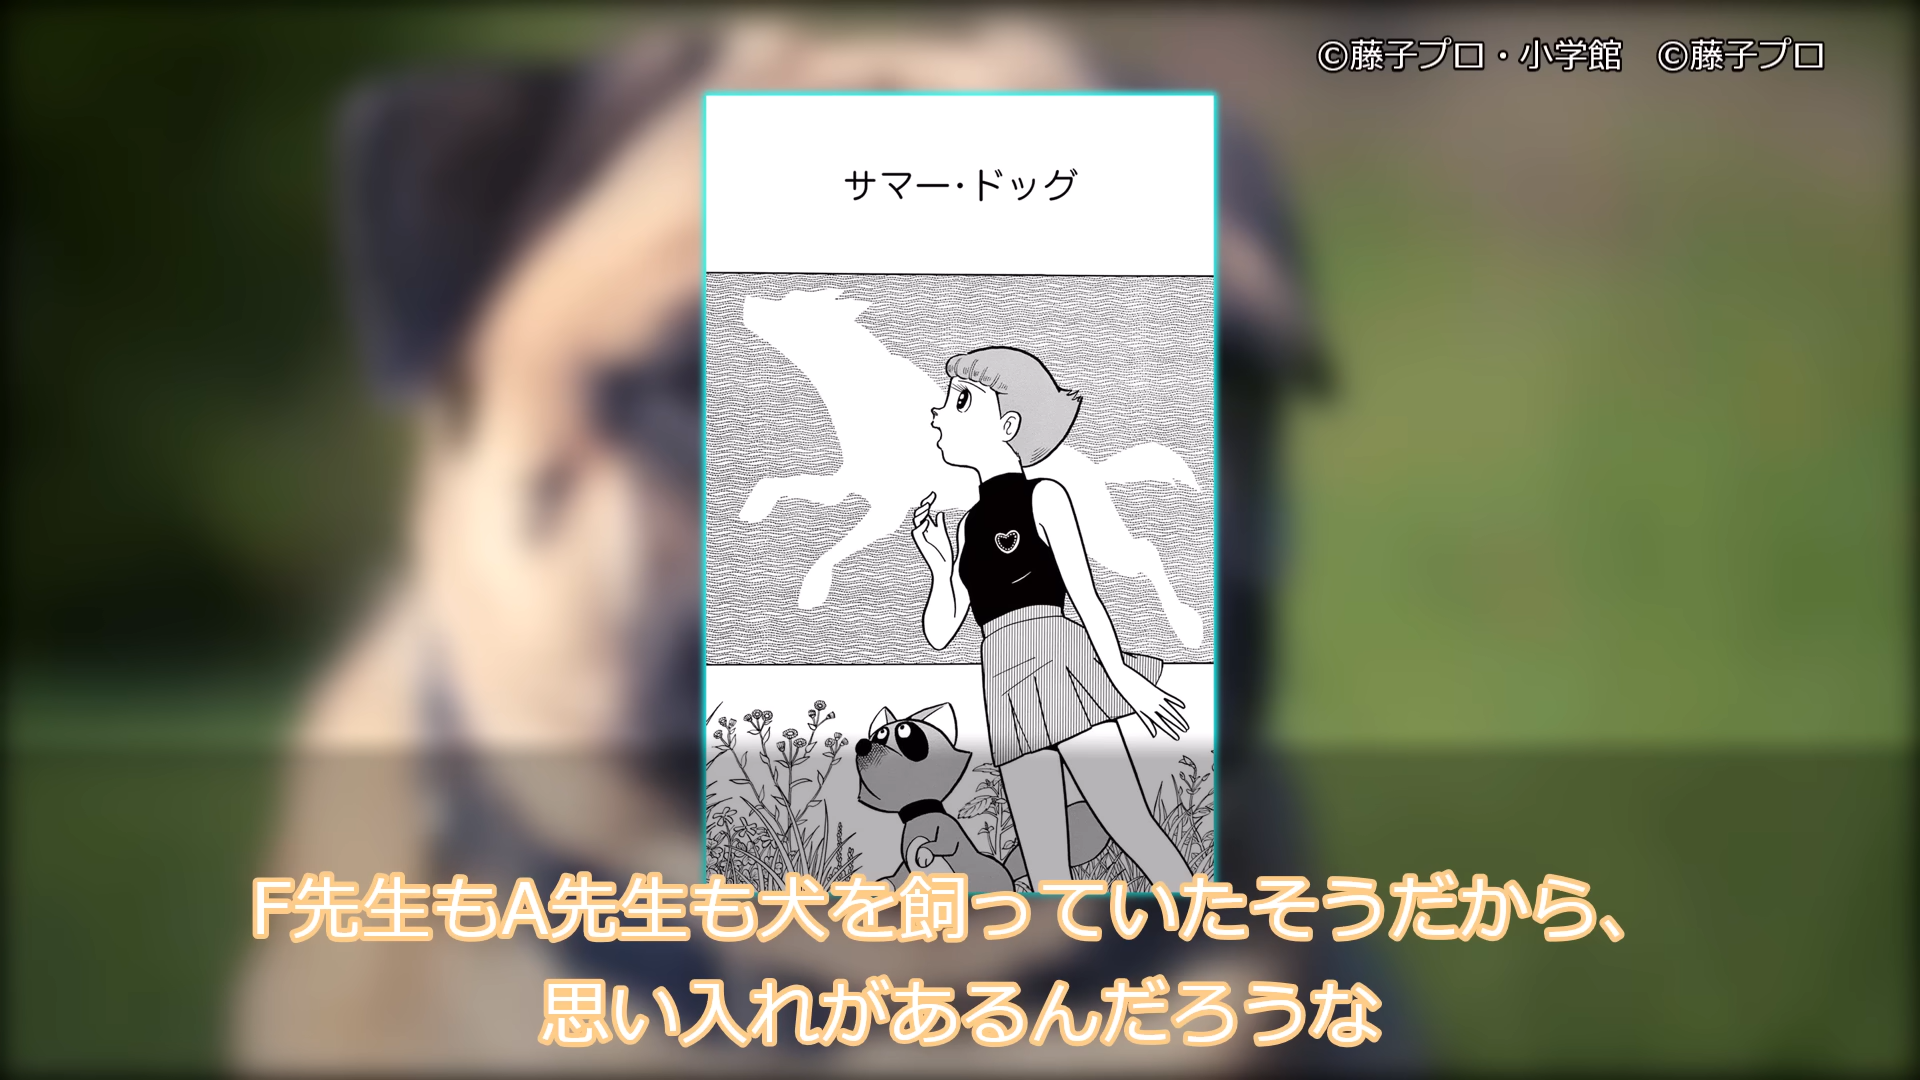 ©藤子プロ・小学館　©藤子プロ
サマー・ドッグ
F先生もA先生も犬を飼っていたそうだから、
思い入れがあるんだろうな